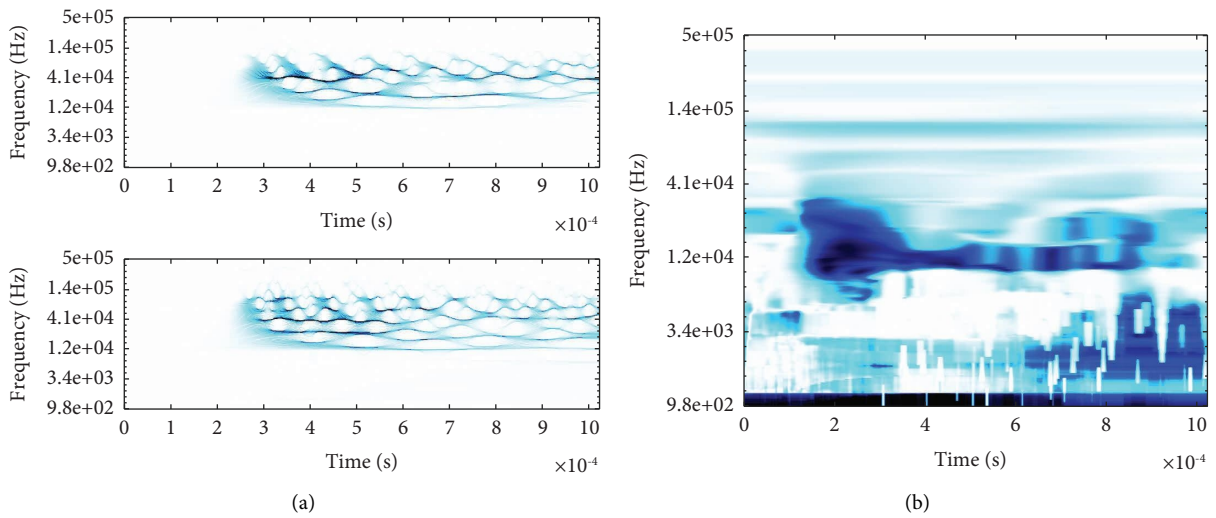 5e+05
1.4e+05
4.1e+04
1.2e+04
3.4e+03
9.8e+02
Frequency (Hz)
0 1 2 3 4 5 6 7 8 9 10
Time (s)
×10-4
5e+05
1.4e+05
4.1e+04
1.2e+04
3.4e+03
9.8e+02
Frequency (Hz)
0 1 2 3 4 5 6 7 8 9 10
Time (s)
×10-4
(a)
5e+05
1.4e+05
4.1e+04
1.2e+04
3.4e+03
9.8e+02
Frequency (Hz)
0 2 4 6 8 10
Time (s)
×10-4
(b)